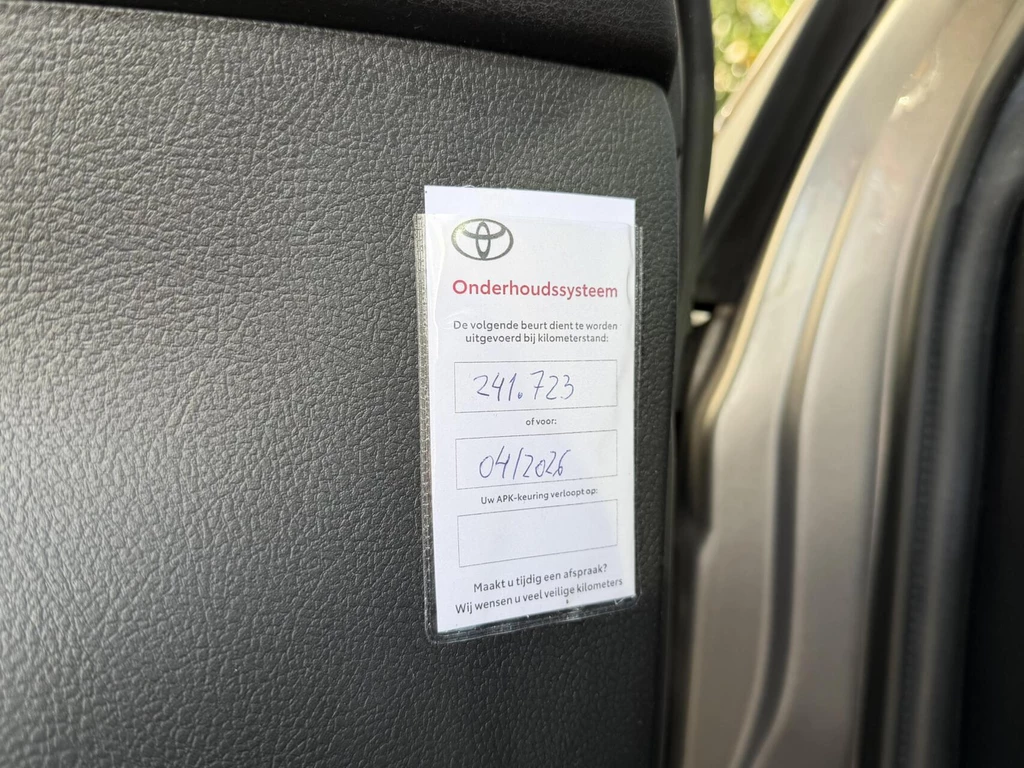 Onderhoudssysteem
De volgende beurt dient te worden
uitgevoerd bij kilometerstand:
241.723
of voor:
04/2026
Uw APK-keuring verloopt op:
Maakt u tijdig een afspraak?
Wij wensen u veel veilige kilometers